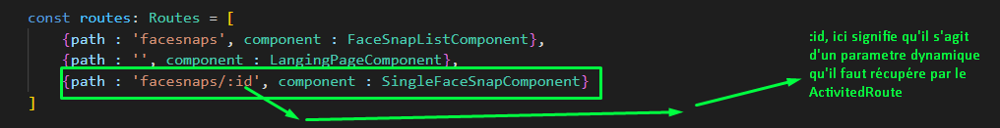 const routes: Routes = [
{path : 'facesnaps', component : FaceSnapListComponent},
{path : '', component : LangingPageComponent},
{path : 'facesnaps/:id', component : SingleFaceSnapComponent}
]
:id, ici signifie qu'il s'agit
d'un parametre dynamique
qu'il faut récupére par le
ActivitedRoute